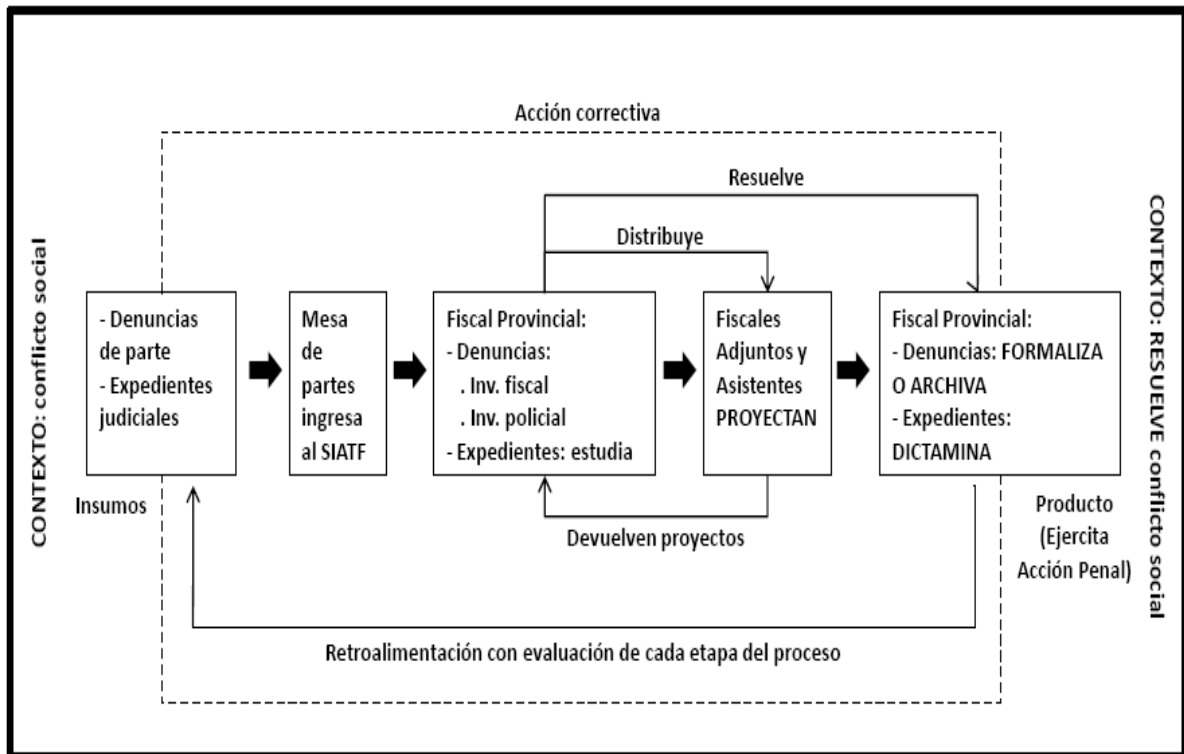 Acción correctiva
Resuelve
Distribuye
CONTEXTO: conflicto social
- Denuncias
de parte
- Expedientes
judiciales
Insumos
Mesa
de
partes
ingresa
al SIATF
Fiscal Provincial:
- Denuncias:
. Inv. fiscal
. Inv. policial
- Expedientes: estudia
Fiscales
Adjuntos y
Asistentes
PROYECTAN
Fiscal Provincial:
- Denuncias: FORMALIZA
O ARCHIVA
- Expedientes:
DICTAMINA
CONTEXTO: RESUELVE conflicto social
Devuelven proyectos
Producto
(Ejercita
Acción Penal)
Retroalimentación con evaluación de cada etapa del proceso